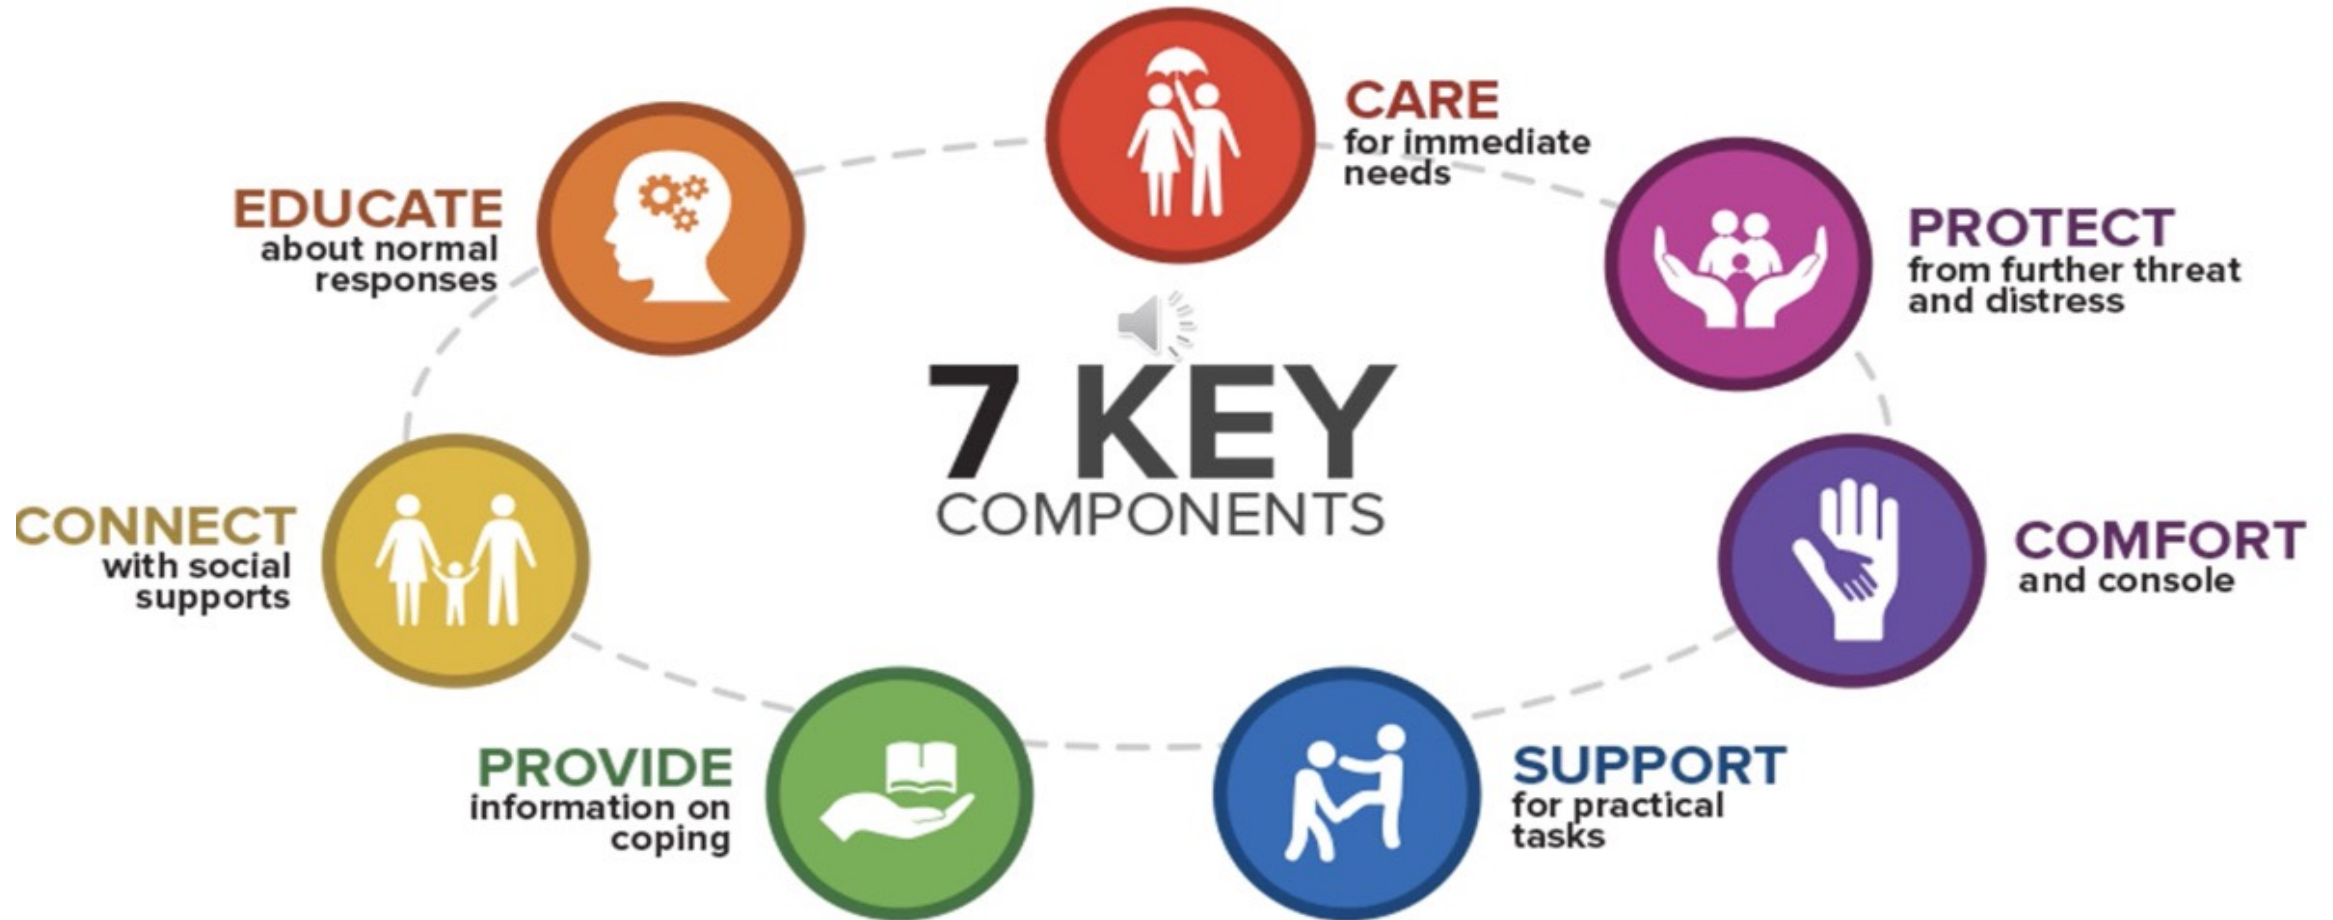 CARE
for immediate
needs
PROTECT
from further threat
and distress
COMFORT
and console
SUPPORT
for practical
tasks
PROVIDE
information on
coping
CONNECT
with social
supports
EDUCATE
about normal
responses
7 KEY
COMPONENTS